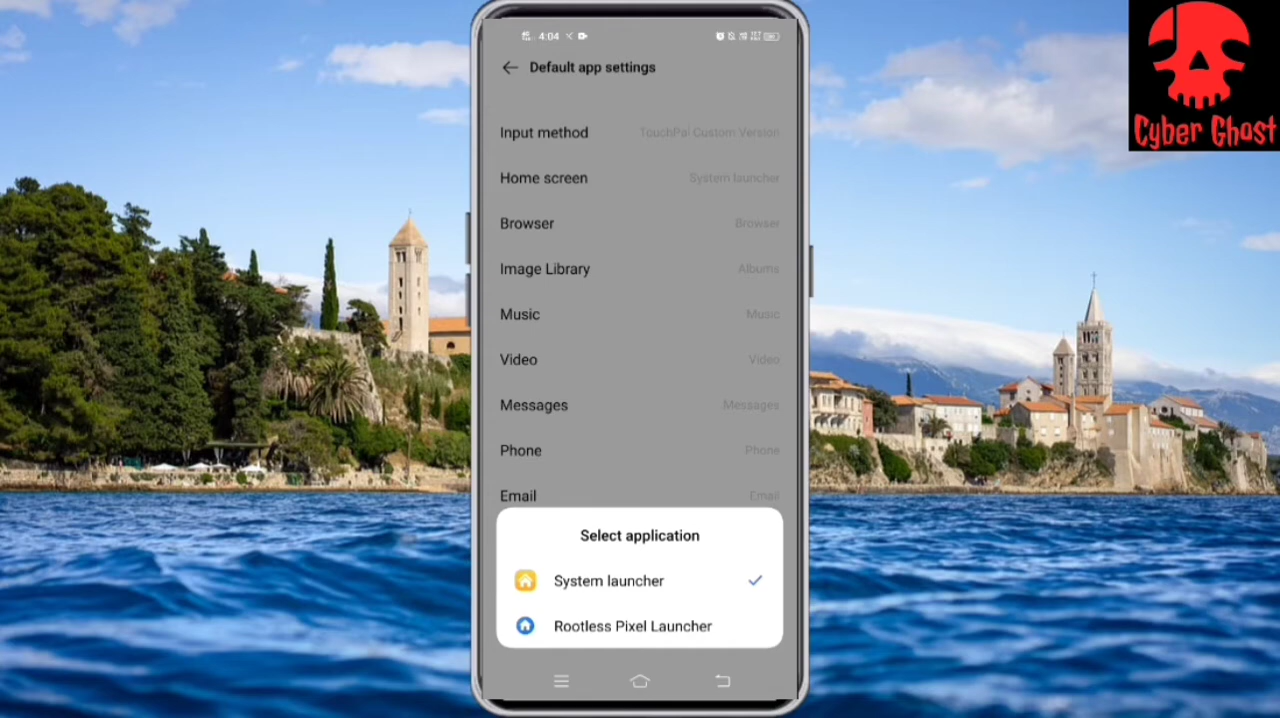 4:04
Default app settings
Input method TouchPal Custom Version
Home screen System launcher
Browser Browser
Image Library Albums
Music Music
Video Video
Messages Messages
Phone Phone
Email Email
Select application
System launcher
Rootless Pixel Launcher
Cyber Ghost